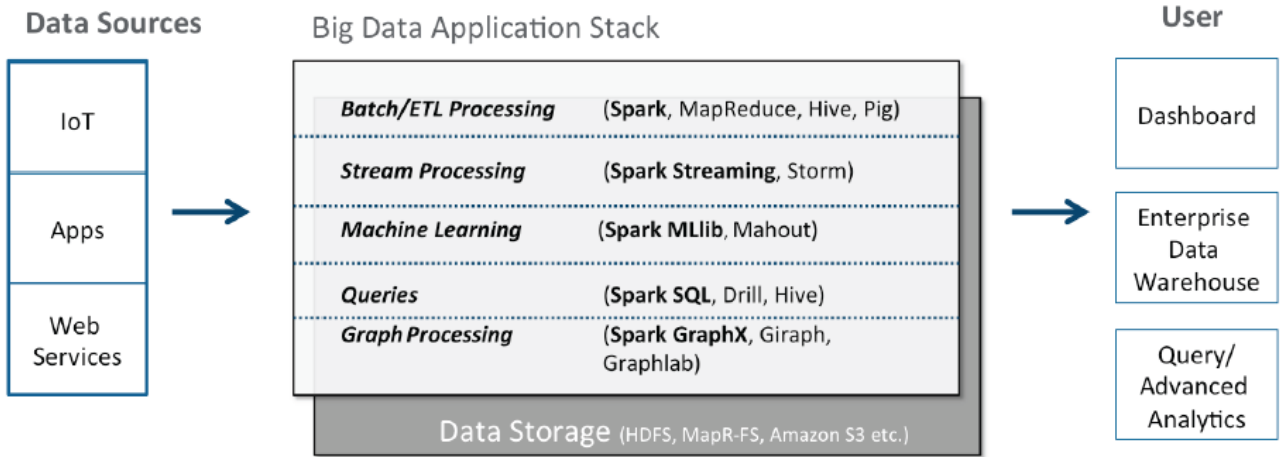 Data Sources
IoT
Apps
Web
Services
Big Data Application Stack
Batch/ETL Processing (Spark, MapReduce, Hive, Pig)
Stream Processing (Spark Streaming, Storm)
Machine Learning (Spark MLlib, Mahout)
Queries (Spark SQL, Drill, Hive)
Graph Processing (Spark GraphX, Giraph,
Graphlab)
Data Storage (HDFS, MapR-FS, Amazon S3 etc.)
User
Dashboard
Enterprise
Data
Warehouse
Query/
Advanced
Analytics